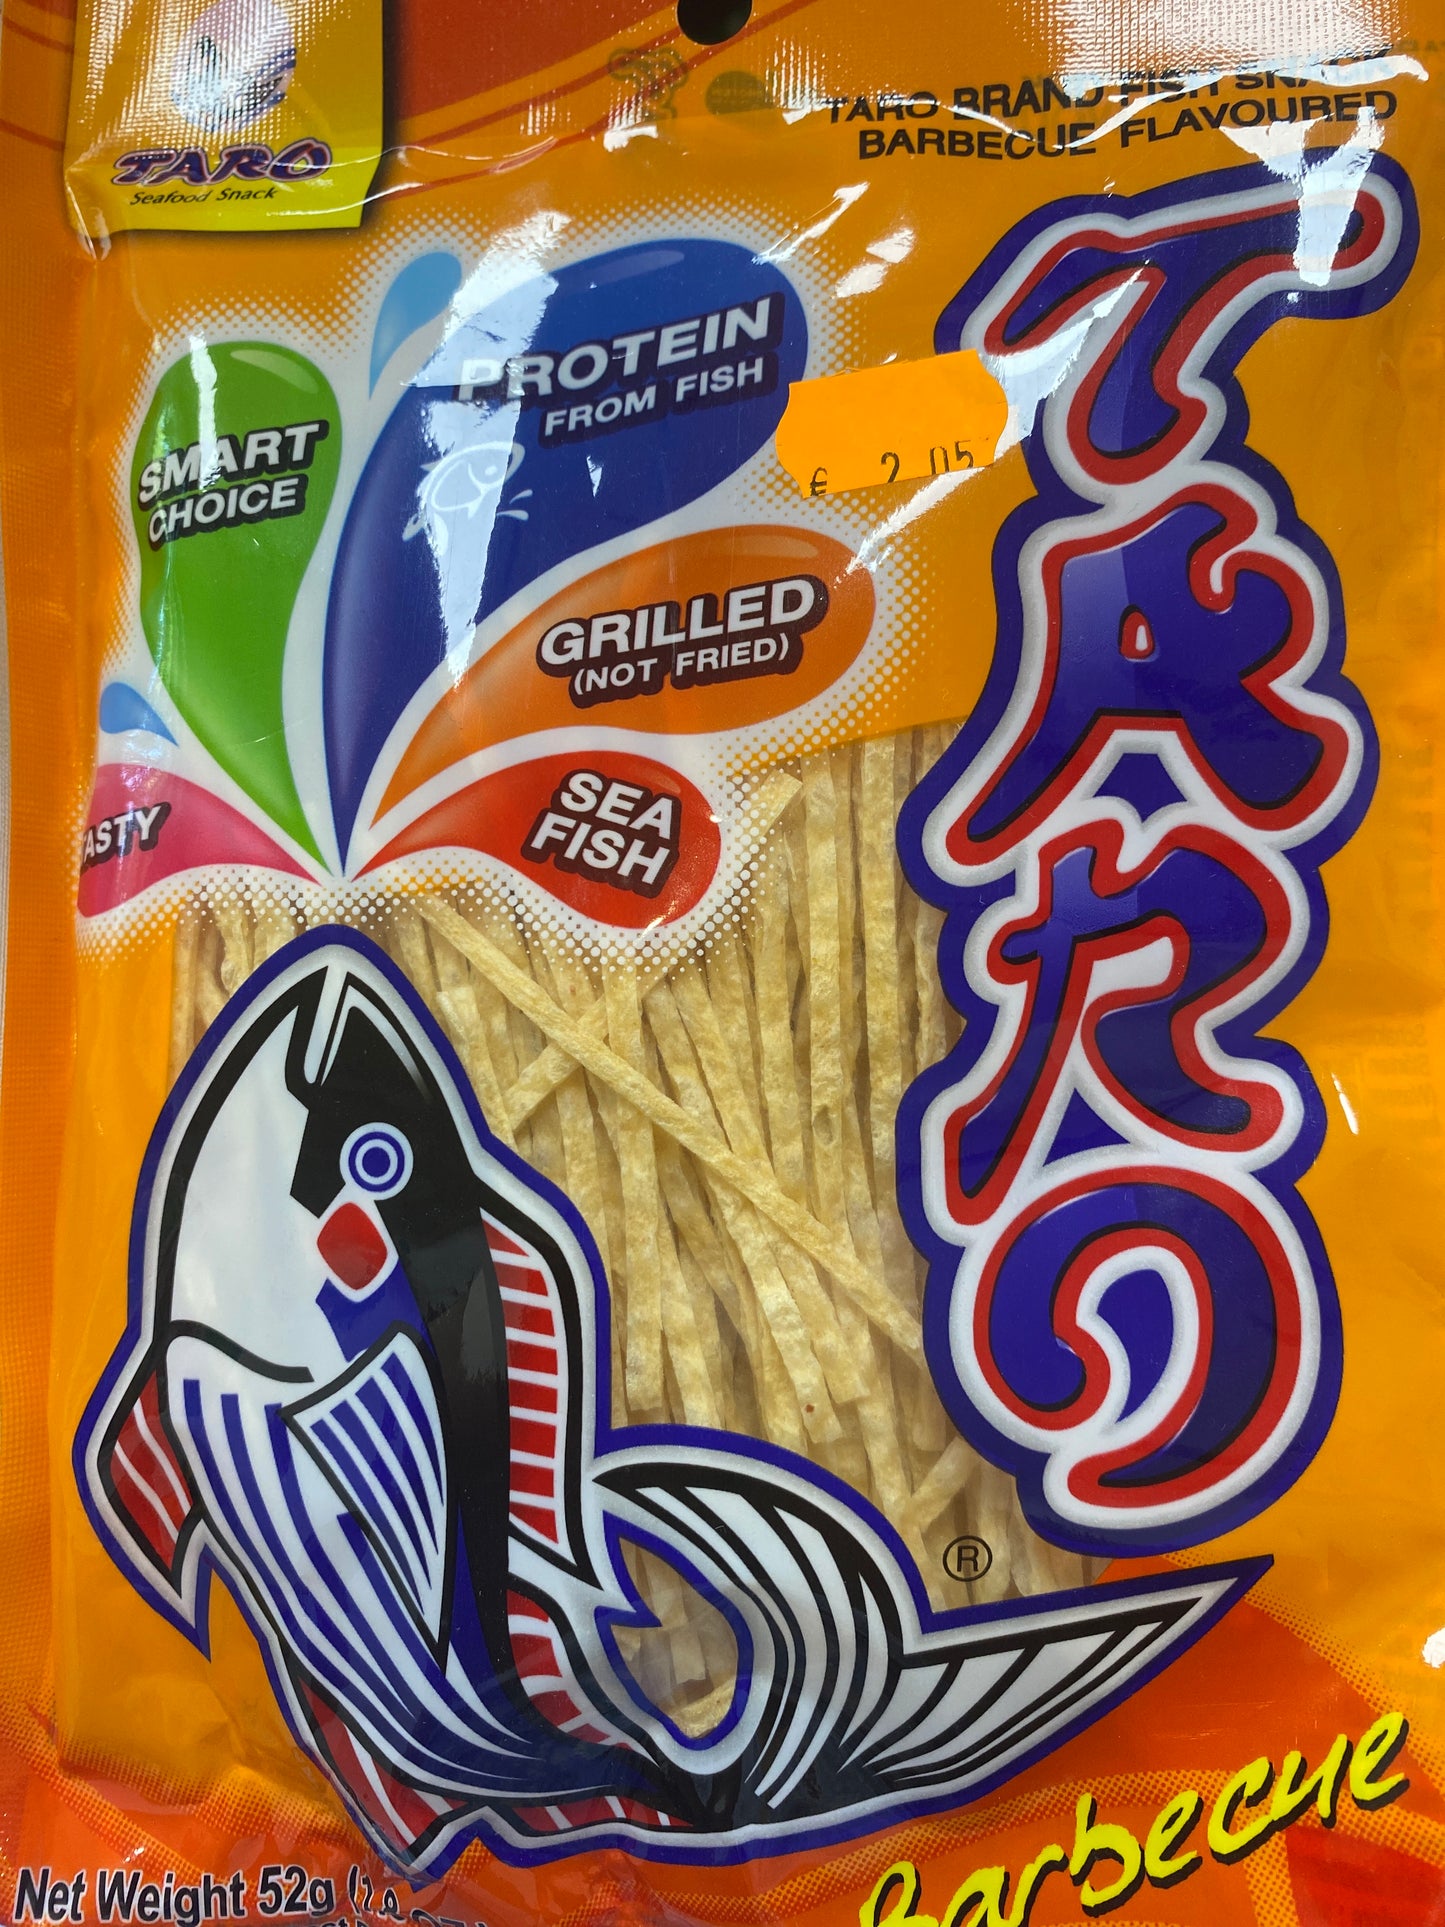 TARO
Seafood Snack
TARO BRAND FISH SNACK
BARBECUE FLAVOURED
PROTEIN
FROM FISH
SMART
CHOICE
€ 2.05
GRILLED
(NOT FRIED)
SEA
FISH
ASTY
TARO
®
Barbecue
Net Weight 52g